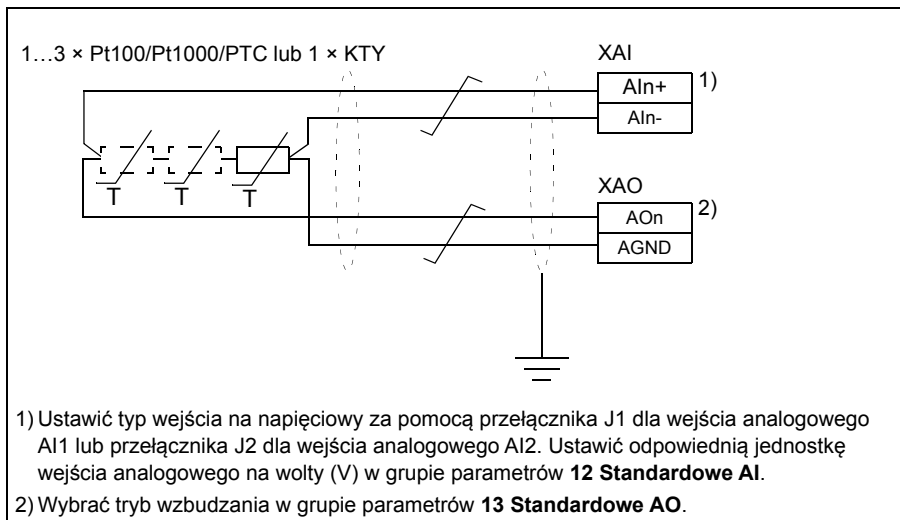 1…3 × Pt100/Pt1000/PTC lub 1 × KTY
XAI
AIn+ 1)
AIn-
T T T
XAO
AOn 2)
AGND
1) Ustawić typ wejścia na napięciowy za pomocą przełącznika J1 dla wejścia analogowego
AI1 lub przełącznika J2 dla wejścia analogowego AI2. Ustawić odpowiednią jednostkę
wejścia analogowego na wolty (V) w grupie parametrów 12 Standardowe AI.
2) Wybrać tryb wzbudzania w grupie parametrów 13 Standardowe AO.